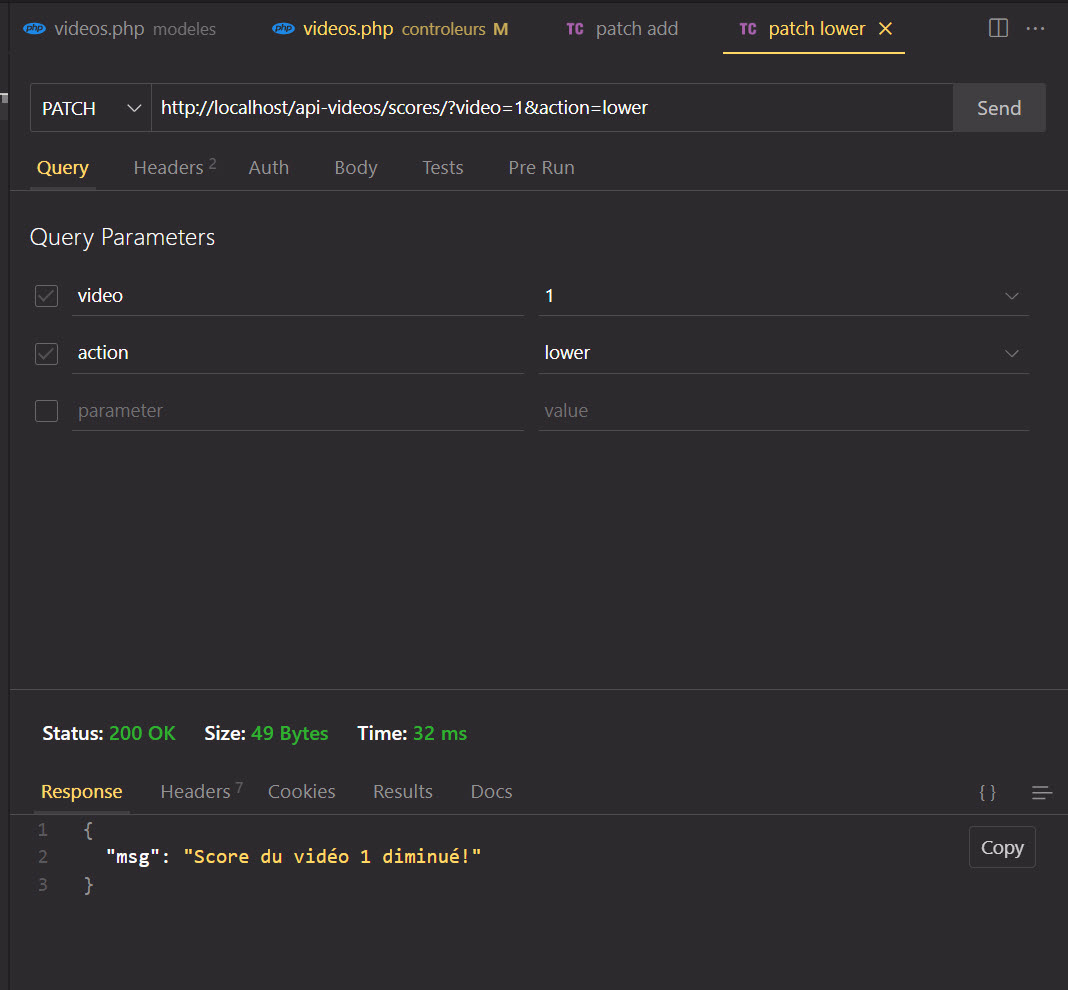 php videos.php modeles php videos.php controleurs M TC patch add TC patch lower
PATCH http://localhost/api-videos/scores/?video=1&action=lower Send
Query Headers 2 Auth Body Tests Pre Run
Query Parameters
video 1
action lower
parameter value
Status: 200 OK Size: 49 Bytes Time: 32 ms
Response Headers 7 Cookies Results Docs { }
1 {
2 "msg": "Score du vidéo 1 diminué!"
3 }
Copy